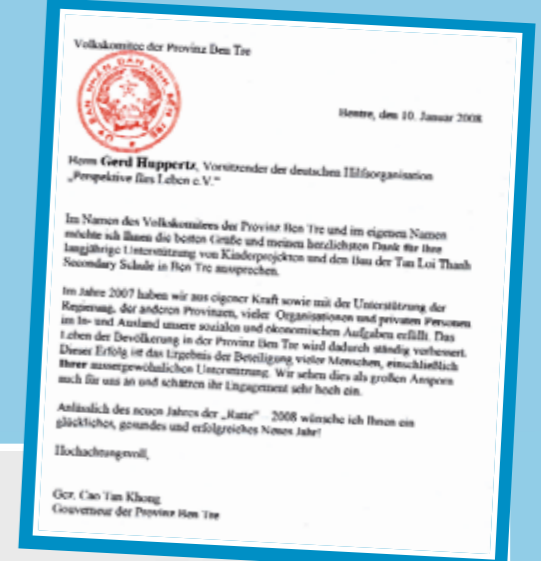 Volkskomitee der Provinz Ben Tre
Bentre, den 10. Januar 2008
Herrn Gerd Huppertz, Vorsitzender der deutschen Hilfsorganisation
„Perspektive fürs Leben e.V.“
Im Namen des Volkskomitees der Provinz Ben Tre und im eigenen Namen
möchte ich Ihnen die besten Grüße und meinen herzlichsten Dank für Ihre
langjährige Unterstützung von Kinderprojekten und den Bau der Tan Loi Thanh
Secondary Schule in Ben Tre aussprechen.
Im Jahre 2007 haben wir aus eigener Kraft sowie mit der Unterstützung der
Regierung, der anderen Provinzen, vieler Organisationen und privaten Personen
im In- und Ausland unsere sozialen und ökonomischen Aufgaben erfüllt. Das
Leben der Bevölkerung in der Provinz Ben Tre wird dadurch ständig verbessert.
Dieser Erfolg ist das Ergebnis der Beteiligung vieler Menschen, einschließlich
Ihrer aussergewöhnlichen Unterstützung. Wir sehen dies als großen Ansporn
auch für uns an und schätzen ihr Engagement sehr hoch ein.
Anlässlich des neuen Jahres der „Ratte“ 2008 wünsche ich Ihnen ein
glückliches, gesundes und erfolgreiches Neues Jahr!
Hochachtungsvoll,
Gez. Cao Tan Khong
Gouverneur der Provinz Ben Tre